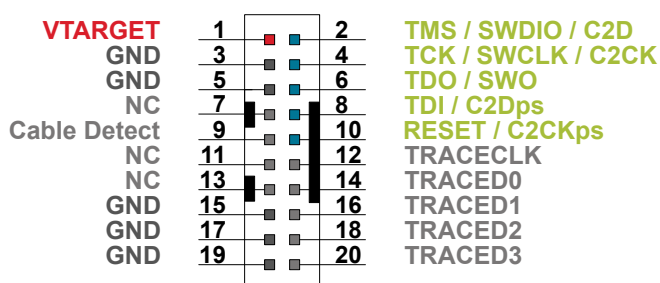 VTARGET 1 2 TMS / SWDIO / C2D
GND 3 4 TCK / SWCLK / C2CK
GND 5 6 TDO / SWO
NC 7 8 TDI / C2Dps
Cable Detect 9 10 RESET / C2CKps
NC 11 12 TRACECLK
NC 13 14 TRACED0
GND 15 16 TRACED1
GND 17 18 TRACED2
GND 19 20 TRACED3